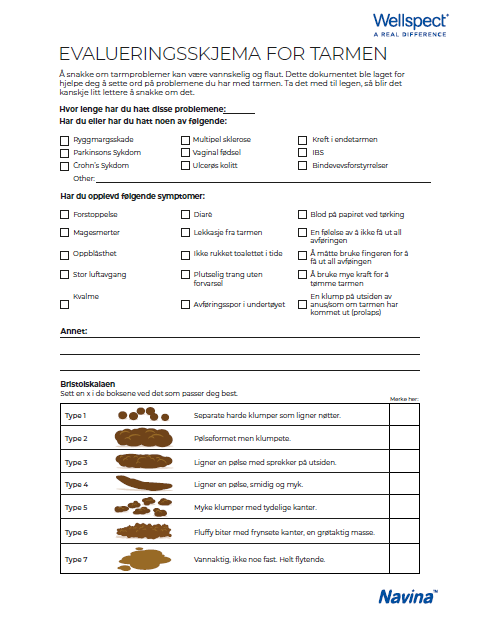 Wellspect®
A REAL DIFFERENCE
EVALUERINGSSKJEMA FOR TARMEN
Å snakke om tarmproblemer kan være vannskelig og flaut. Dette dokumentet ble laget for
hjelpe deg å sette ord på problemene du har med tarmen. Ta det med til legen, så blir det
kanskje litt lettere å snakke om det.
Hvor lenge har du hatt disse problemene:
Har du eller har du hatt noen av følgende:
Ryggmargsskade
Multipel sklerose
Kreft i endetarmen
Parkinsons Sykdom
Vaginal fødsel
IBS
Crohn's Sykdom
Ulcerøs kolitt
Bindevevsforstyrrelser
Other:
Har du opplevd følgende symptomer:
Forstoppelse
Diarè
Blod på papiret ved tørking
Magesmerter
Lekkasje fra tarmen
En følelse av å ikke få ut all
avføringen
Oppblåsthet
Ikke rukket toalettet i tide
Å måtte bruke fingeren for å
få ut all avføingen
Stor luftavgang
Plutselig trang uten
forvarsel
Å bruke mye kraft for å
tømme tarmen
Kvalme
Avføringsspor i undertøyet
En klump på utsiden av
anus/som om tarmen har
kommet ut (prolaps)
Annet:
Bristolskalaen
Sett en x i de boksene ved det som passer deg best.
Merke her:
Type 1
Separate harde klumper som ligner nøtter.
Type 2
Pølseformet men klumpete.
Type 3
Ligner en pølse med sprekker på utsiden.
Type 4
Ligner en pølse, smidig og myk.
Type 5
Myke klumper med tydelige kanter.
Type 6
Fluffy biter med frynsete kanter, en grøtaktig masse.
Type 7
Vannaktig, ikke noe fast. Helt flytende.
Navina™